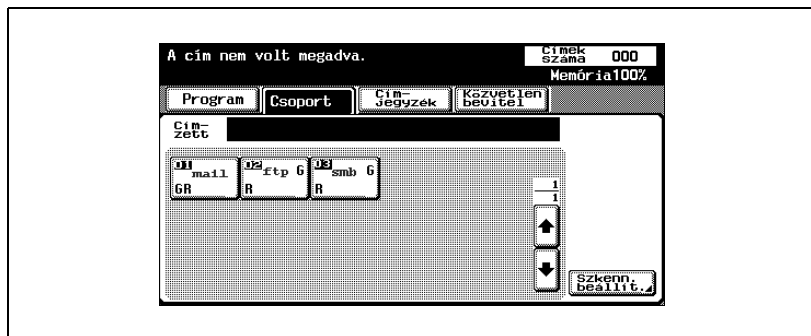 A cím nem volt megadva.
Címek
száma 000
Memória100%
Program
Csoport
Cím-
jegyzék
Közvetlen
bevitel
Cím-
zett
01 mail
GR
02 ftp G
R
03 smb G
R
1
1
Szkenn.
beállít.